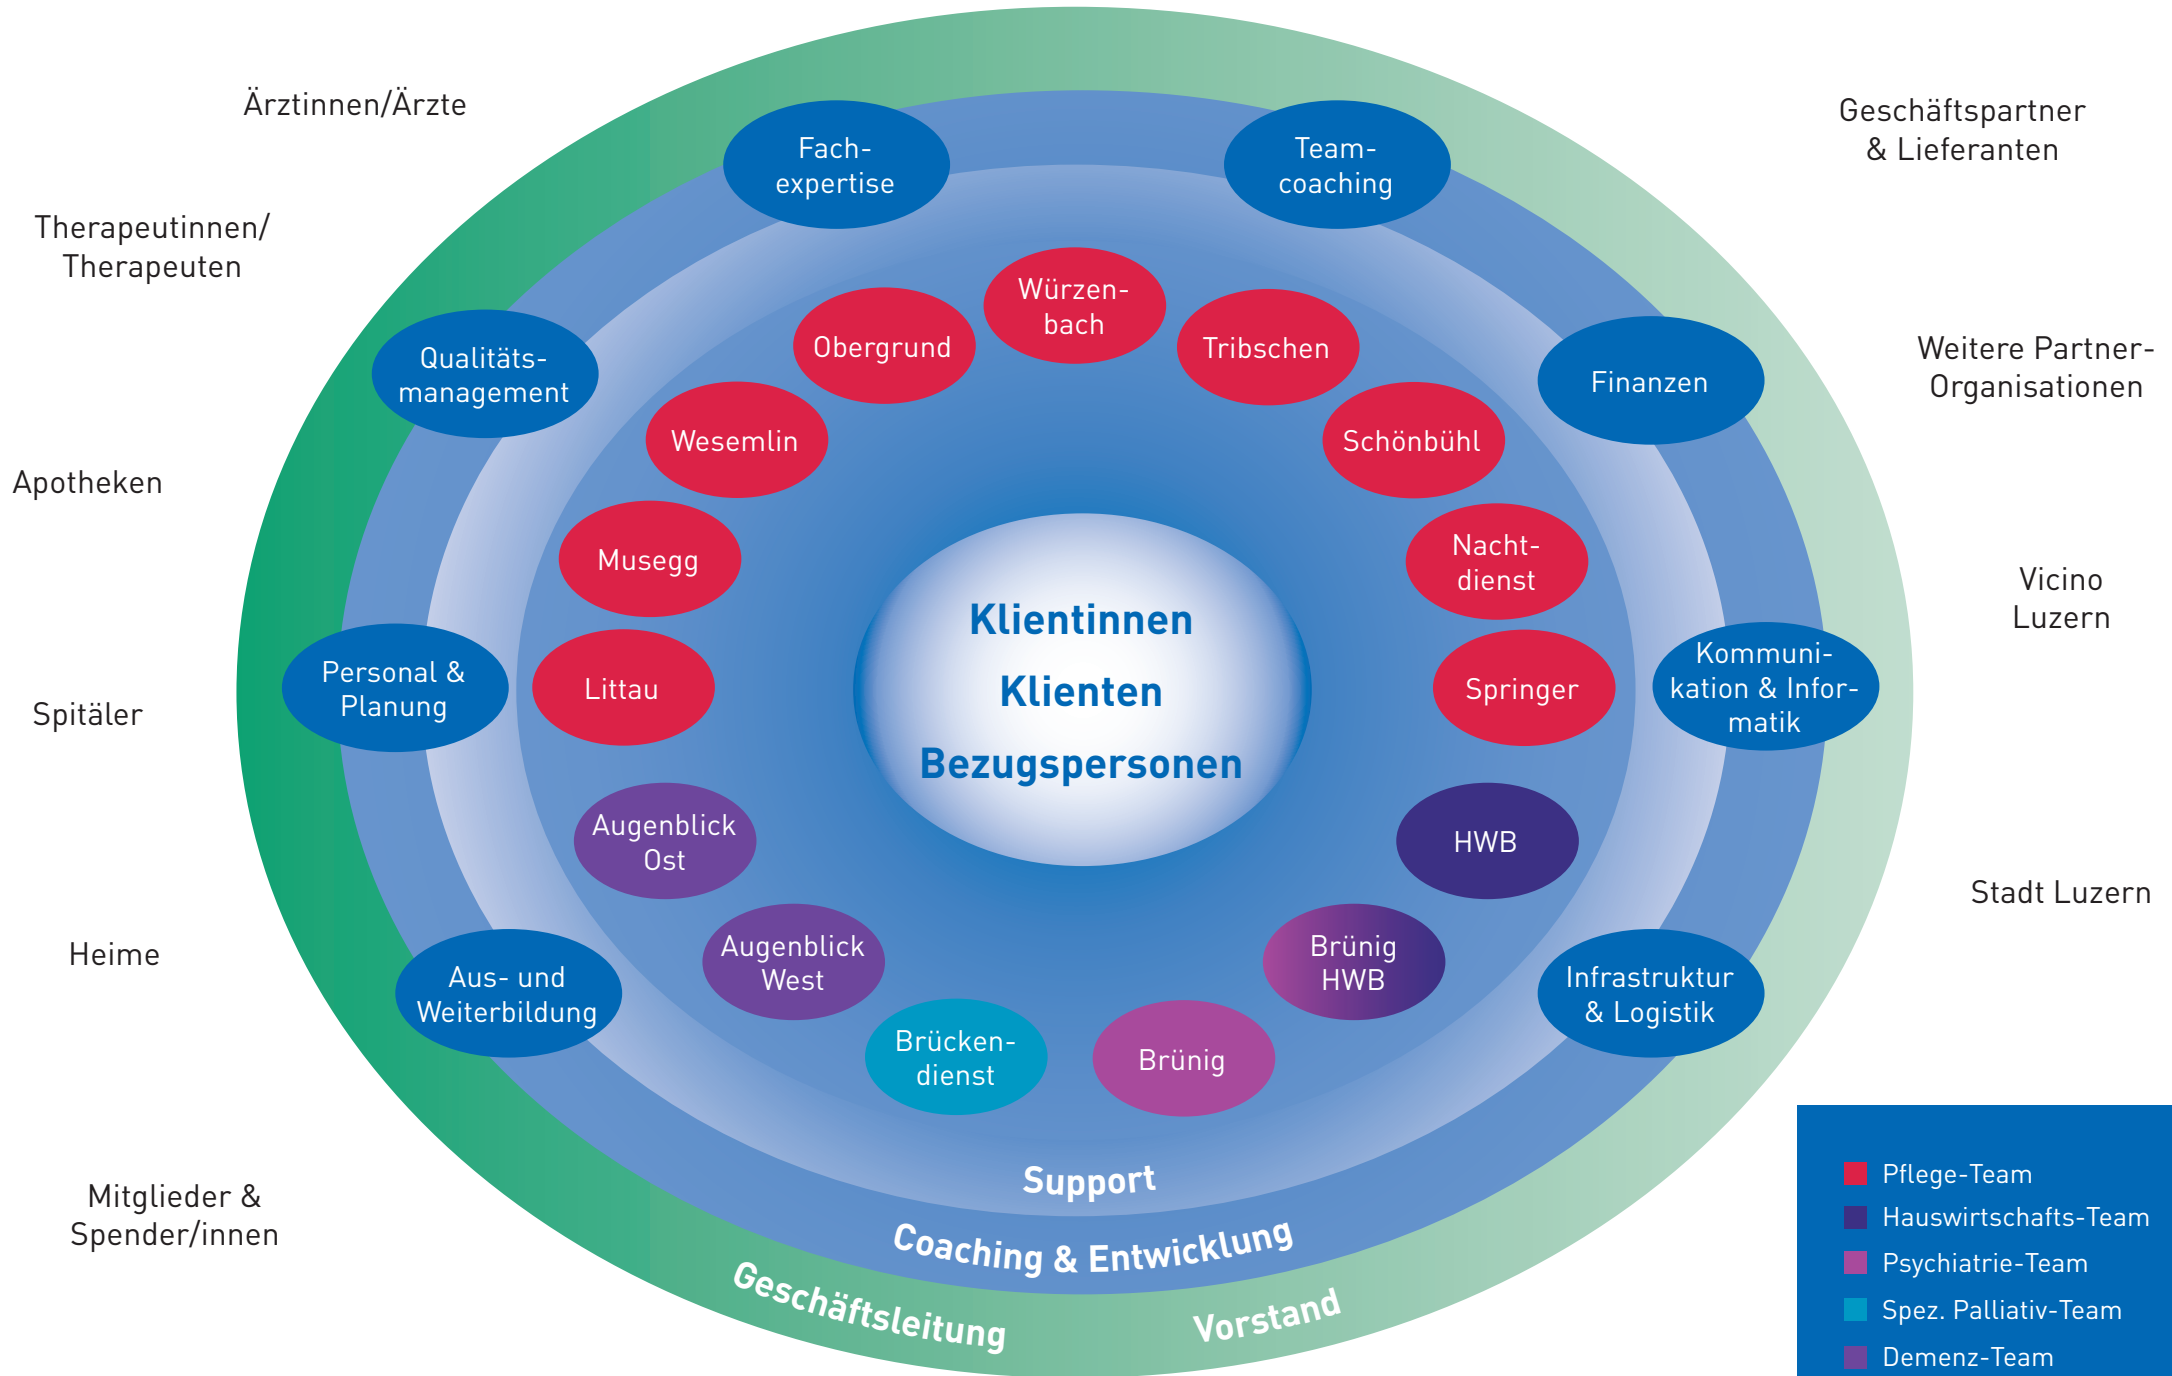 Ärztinnen/Ärzte
Therapeutinnen/
Therapeuten
Apotheken
Spitäler
Heime
Mitglieder &
Spender/innen
Geschäftspartner
& Lieferanten
Weitere Partner-
Organisationen
Vicino
Luzern
Stadt Luzern
Fach-
expertise
Team-
coaching
Qualitäts-
management
Finanzen
Personal &
Planung
Kommuni-
kation & Infor-
matik
Aus- und
Weiterbildung
Infrastruktur
& Logistik
Würzen-
bach
Obergrund
Tribschen
Wesemlin
Schönbühl
Musegg
Nacht-
dienst
Littau
Springer
Augenblick
Ost
HWB
Augenblick
West
Brünig
HWB
Brücken-
dienst
Brünig
Klientinnen
Klienten
Bezugspersonen
Support
Coaching & Entwicklung
Geschäftsleitung
Vorstand
Pflege-Team
Hauswirtschafts-Team
Psychiatrie-Team
Spez. Palliativ-Team
Demenz-Team